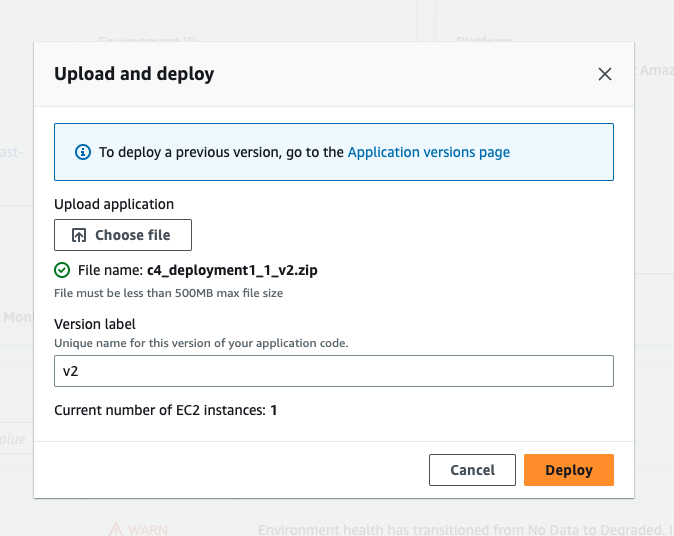 Environment ID
Platform
Upload and deploy
Amaz
To deploy a previous version, go to the Application versions page
ast-
Upload application
Choose file
File name: c4_deployment1_1_v2.zip
File must be less than 500MB max file size
Moni
Version label
Unique name for this version of your application code.
v2
Current number of EC2 instances: 1
alue
Cancel
Deploy
WARN
Environment health has transitioned from No Data to Degraded. I